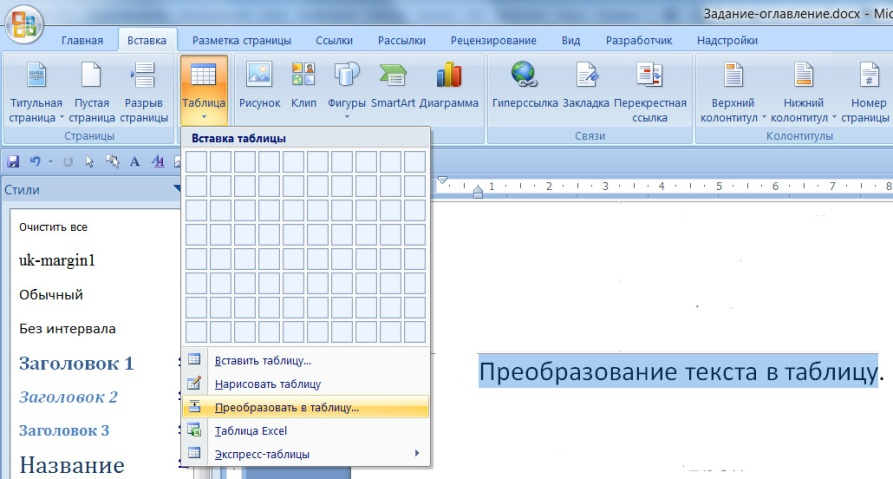 Задание-оглавление.docx - Mic
Главная Вставка Разметка страницы Ссылки Рассылки Рецензирование Вид Разработчик Надстройки
Титульная страница Пустая страница Разрыв страницы Таблица Рисунок Клип Фигуры SmartArt Диаграмма Гиперссылка Закладка Перекрестная ссылка Верхний колонтитул Нижний колонтитул Номер страницы
Страницы Связи Колонтитулы
Вставка таблицы
Стили
1 2 3 4 5 6 7 8
Очистить все
uk-margin1
Обычный
Без интервала
Заголовок 1
Заголовок 2
Заголовок 3
Название
Вставить таблицу...
Нарисовать таблицу
Преобразовать в таблицу...
Таблица Excel
Экспресс-таблицы
Преобразование текста в таблицу.